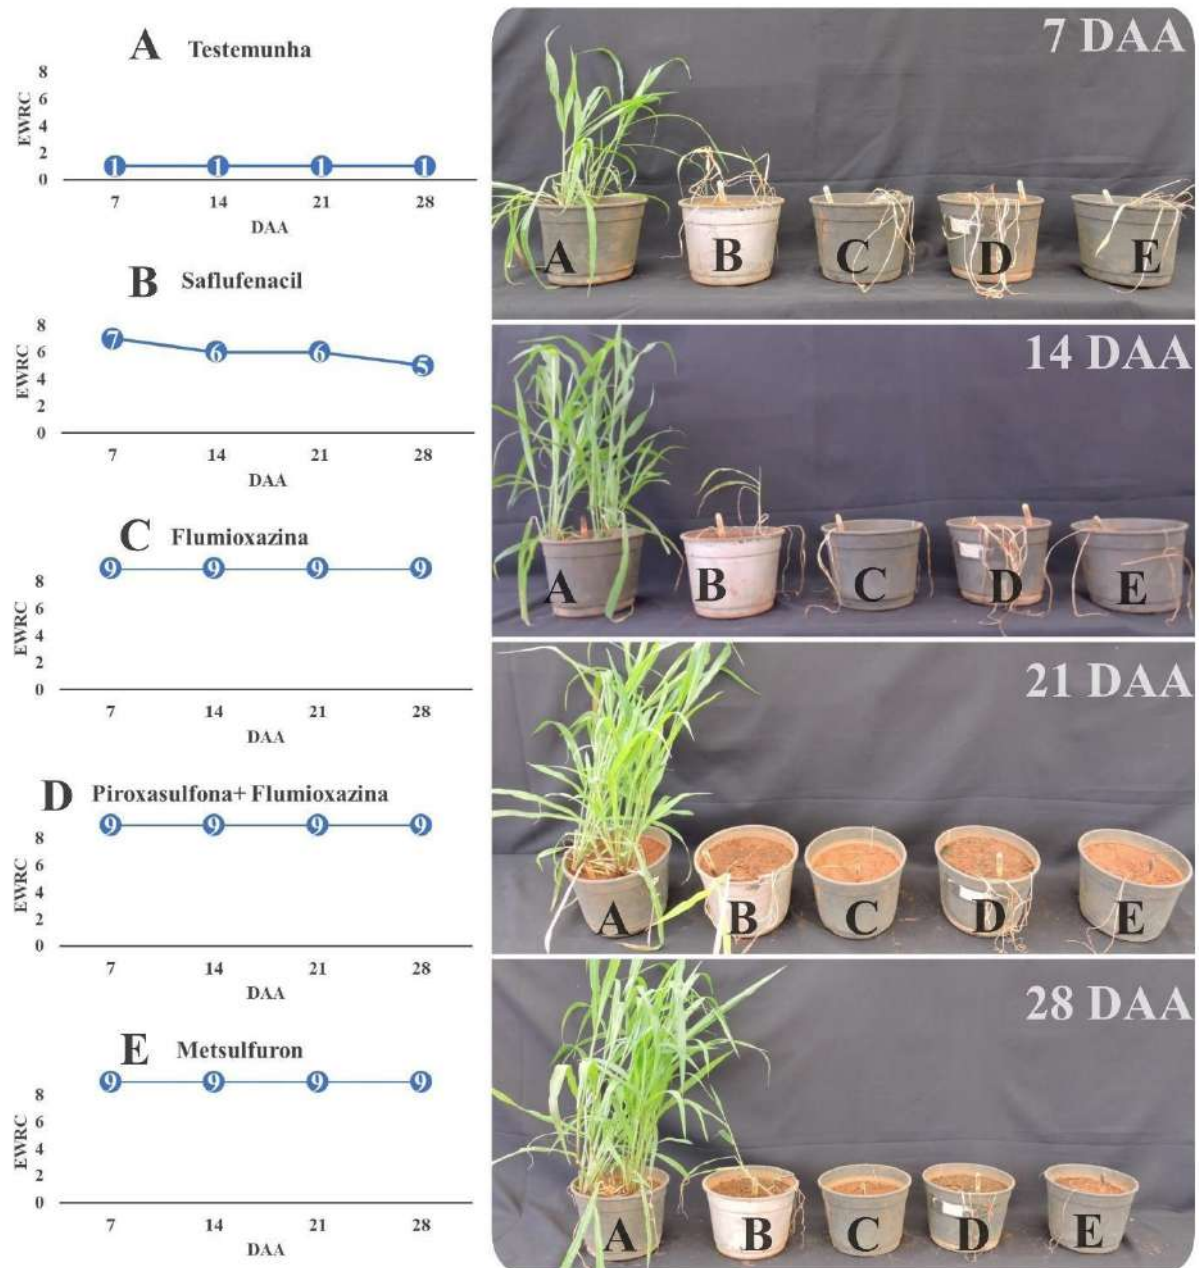 A Testemunha
EWRC
8
6
4
2
0
1 1 1 1
7 14 21 28
DAA
B Saflufenacil
EWRC
8
6
4
2
0
7 6 6 5
7 14 21 28
DAA
C Flumioxazina
EWRC
8
6
4
2
0
9 9 9 9
7 14 21 28
DAA
D Piroxasulfona+ Flumioxazina
EWRC
8
6
4
2
0
9 9 9 9
7 14 21 28
DAA
E Metsulfuron
EWRC
8
6
4
2
0
9 9 9 9
7 14 21 28
DAA
7 DAA
A B C D E
14 DAA
A B C D E
21 DAA
A B C D E
28 DAA
A B C D E